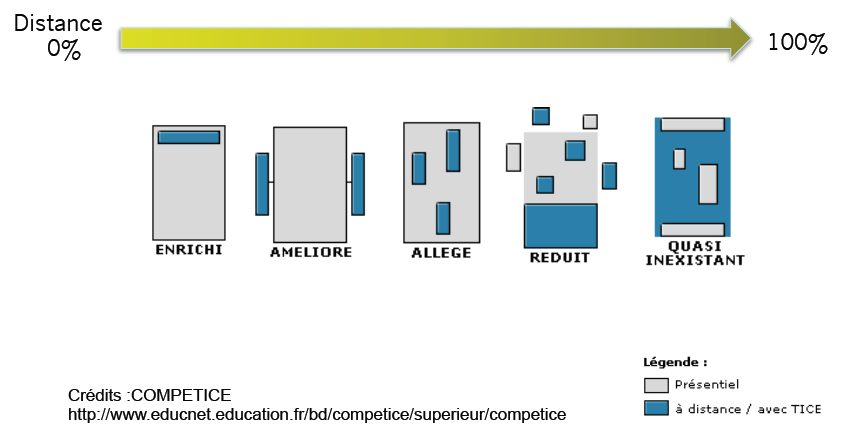 Distance
0%
100%
ENRICHI
AMELIORE
ALLEGE
REDUIT
QUASI
INEXISTANT
Légende :
Présentiel
à distance / avec TICE
Crédits :COMPETICE
http://www.educnet.education.fr/bd/competice/superieur/competice